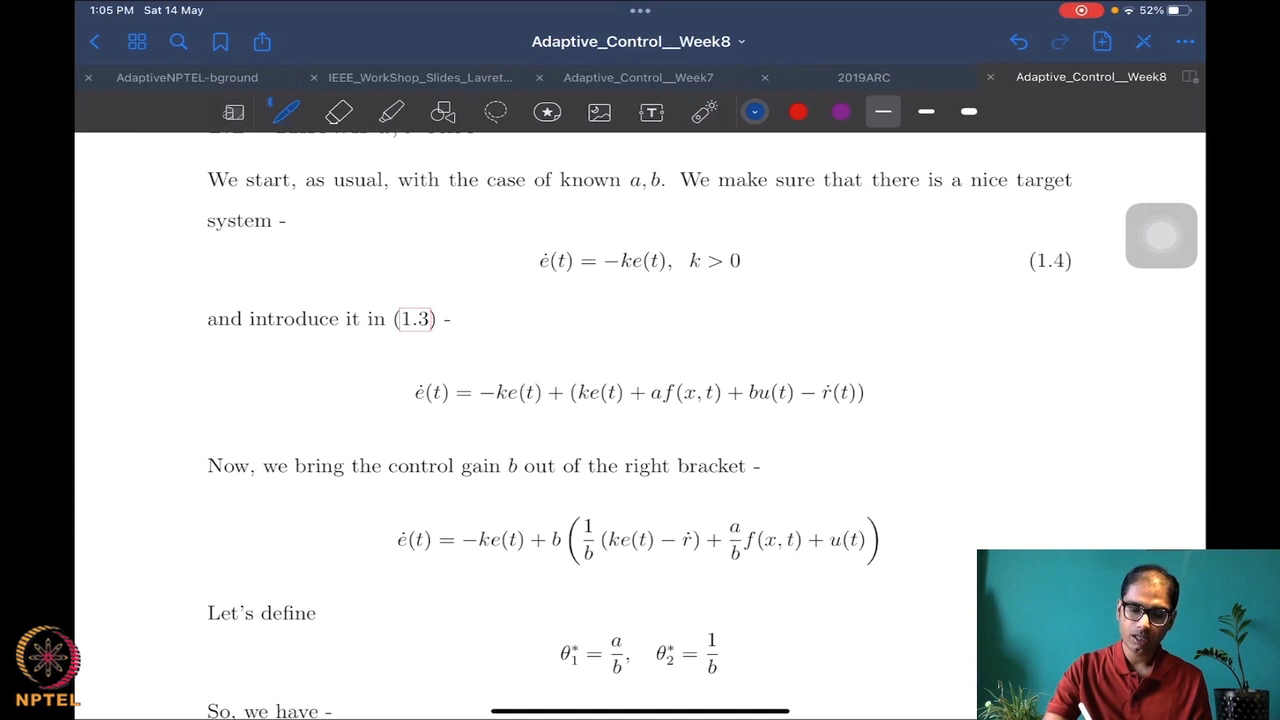 1:05 PM Sat 14 May
52%
Adaptive_Control__Week8
AdaptiveNPTEL-bground
IEEE_WorkShop_Slides_Lavret...
Adaptive_Control__Week7
2019ARC
Adaptive_Control__Week8
We start, as usual, with the case of known a, b. We make sure that there is a nice target
system -
ė(t) = −ke(t), k > 0 (1.4)
and introduce it in (1.3) -
ė(t) = −ke(t) + (ke(t) + af(x, t) + bu(t) − ṙ(t))
Now, we bring the control gain b out of the right bracket -
ė(t) = −ke(t) + b(1/b (ke(t) − ṙ) + a/b f(x, t) + u(t))
Let's define
θ₁* = a/b, θ₂* = 1/b
So, we have -
NPTEL